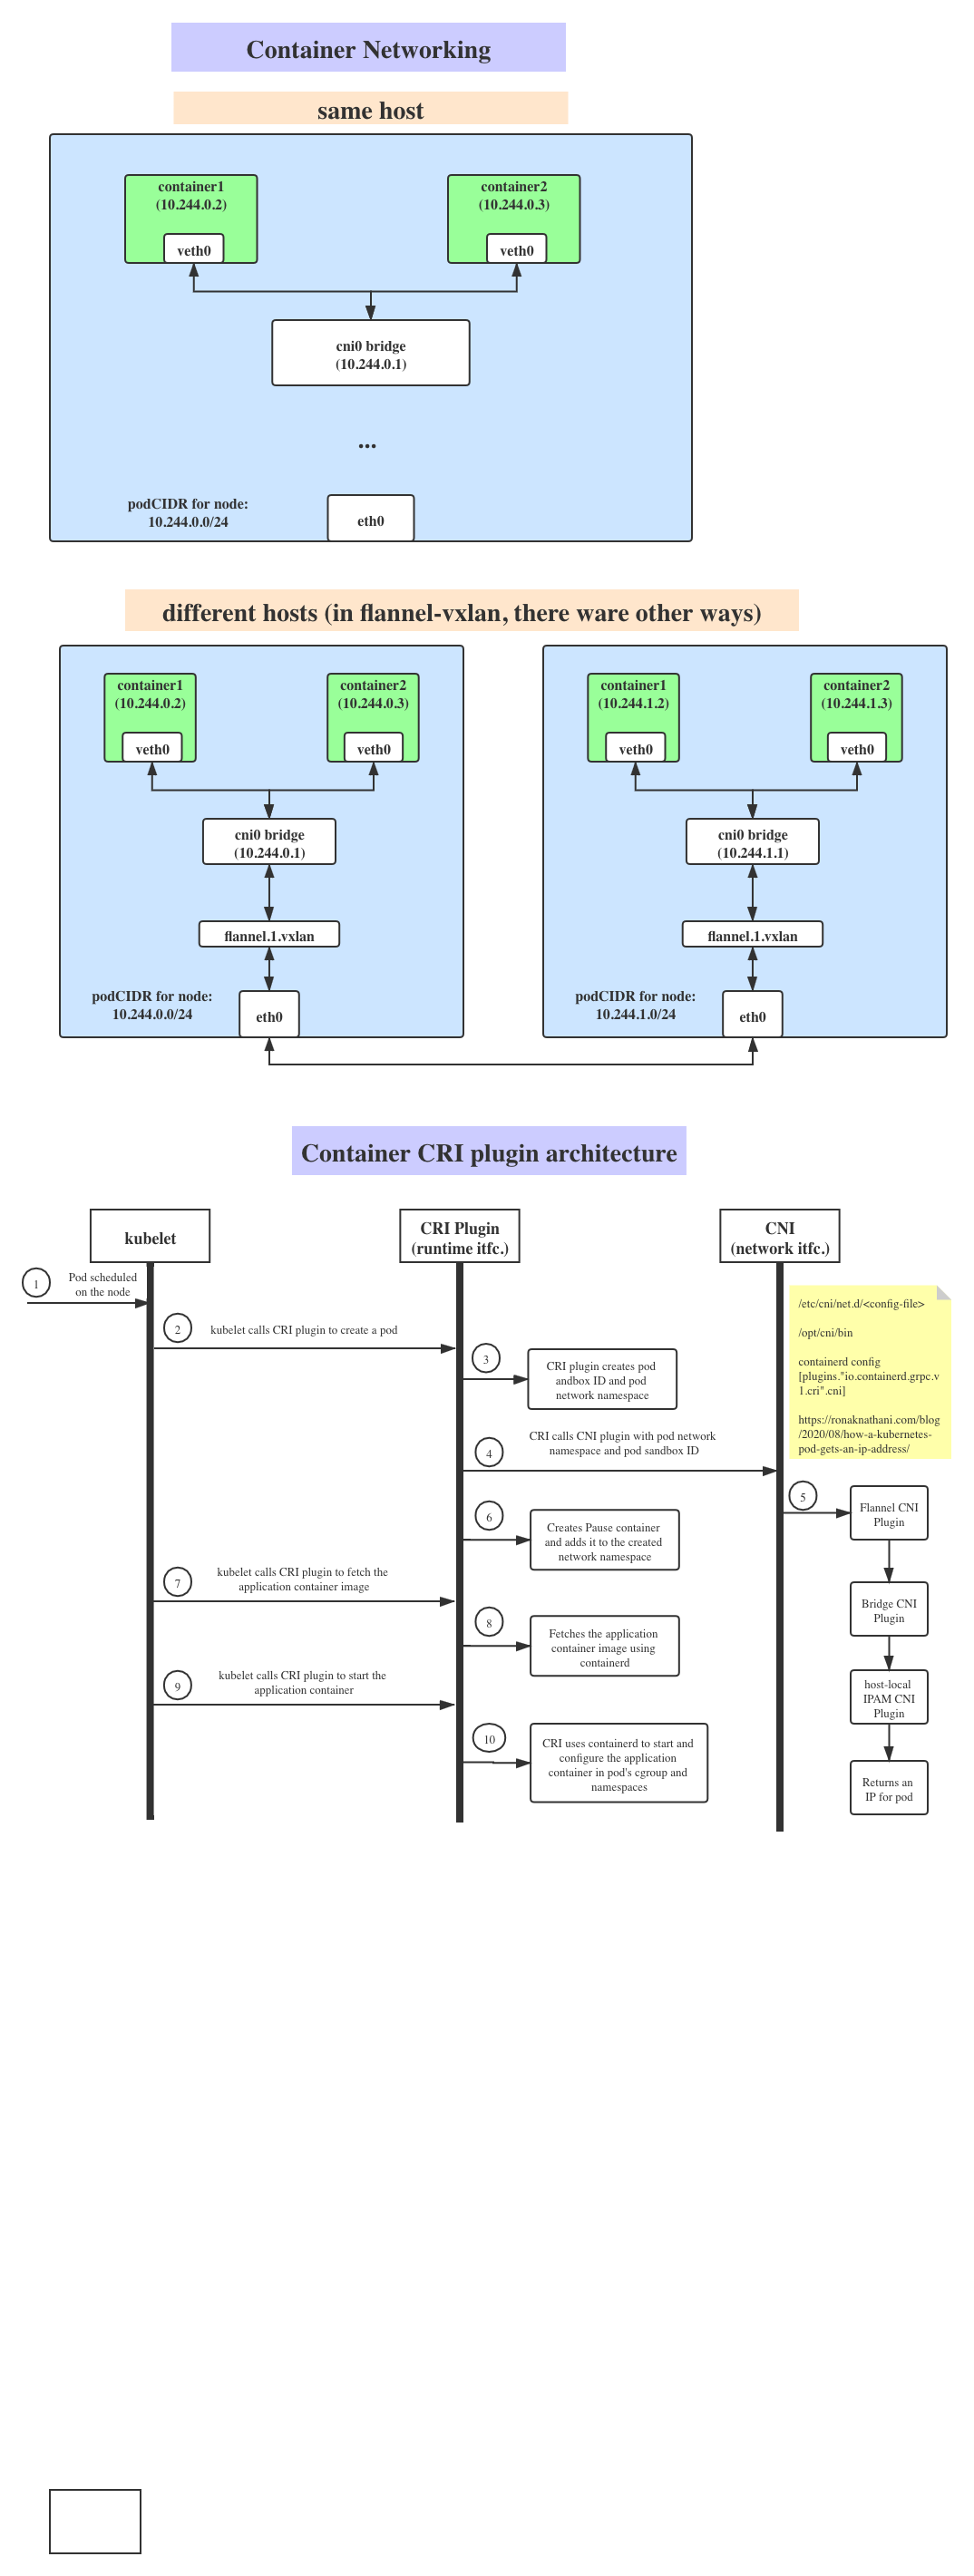 Container Networking
same host
container1
(10.244.0.2)
veth0
container2
(10.244.0.3)
veth0
cni0 bridge
(10.244.0.1)
...
podCIDR for node:
10.244.0.0/24
eth0
different hosts (in flannel-vxlan, there ware other ways)
container1
(10.244.0.2)
veth0
container2
(10.244.0.3)
veth0
cni0 bridge
(10.244.0.1)
flannel.1.vxlan
podCIDR for node:
10.244.0.0/24
eth0
container1
(10.244.1.2)
veth0
container2
(10.244.1.3)
veth0
cni0 bridge
(10.244.1.1)
flannel.1.vxlan
podCIDR for node:
10.244.1.0/24
eth0
Container CRI plugin architecture
kubelet
CRI Plugin
(runtime itfc.)
CNI
(network itfc.)
1
Pod scheduled
on the node
/etc/cni/net.d/<config-file>
/opt/cni/bin
containerd config
[plugins."io.containerd.grpc.v
1.cri".cni]
https://ronaknathani.com/blog
/2020/08/how-a-kubernetes-
pod-gets-an-ip-address/
2
kubelet calls CRI plugin to create a pod
3
CRI plugin creates pod
andbox ID and pod
network namespace
4
CRI calls CNI plugin with pod network
namespace and pod sandbox ID
5
Flannel CNI
Plugin
Bridge CNI
Plugin
host-local
IPAM CNI
Plugin
Returns an
IP for pod
6
Creates Pause container
and adds it to the created
network namespace
7
kubelet calls CRI plugin to fetch the
application container image
8
Fetches the application
container image using
containerd
9
kubelet calls CRI plugin to start the
application container
10
CRI uses containerd to start and
configure the application
container in pod's cgroup and
namespaces